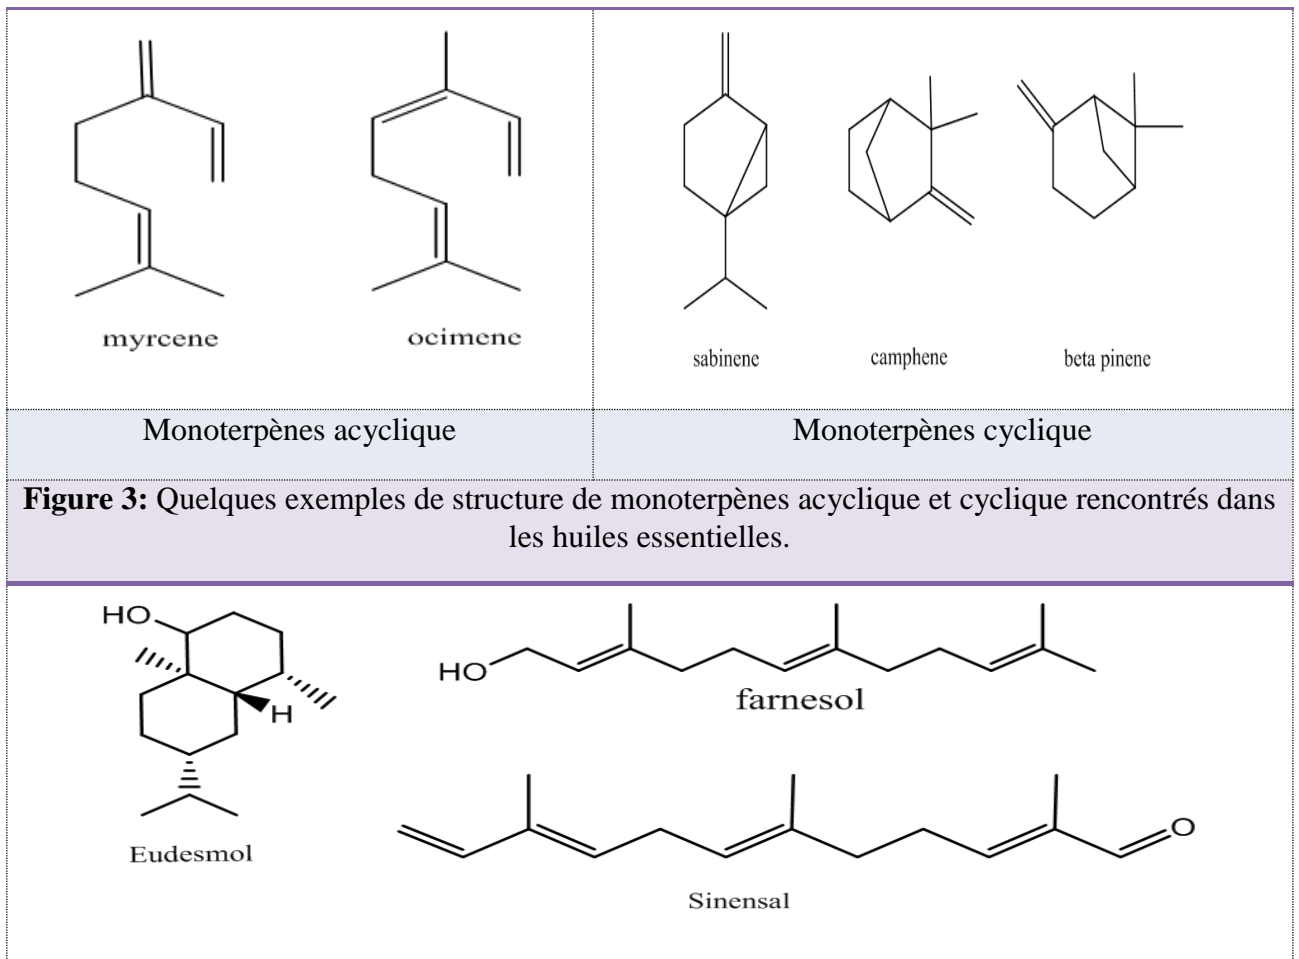 myrcene
ocimene
sabinene
camphene
beta pinene
Monoterpènes acyclique
Monoterpènes cyclique
Figure 3: Quelques exemples de structure de monoterpènes acyclique et cyclique rencontrés dans
les huiles essentielles.
HO
H
Eudesmol
HO
farnesol
O
Sinensal